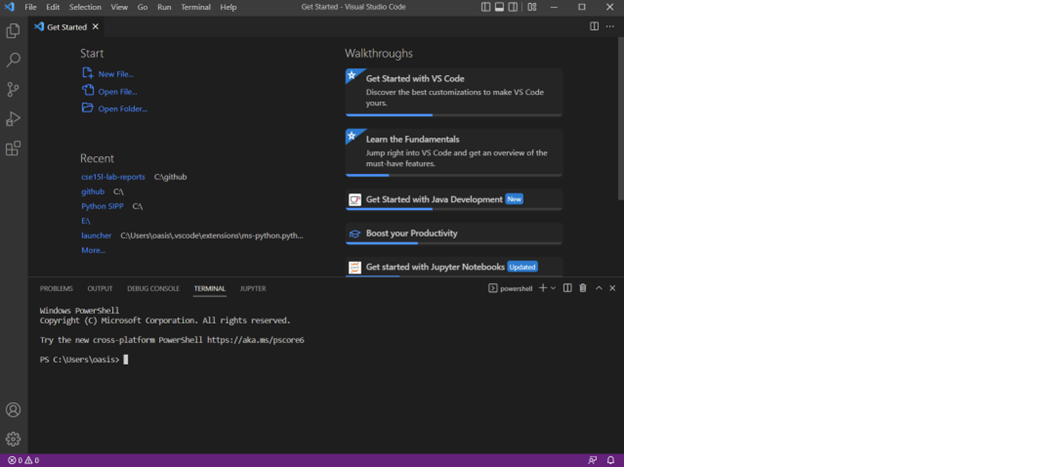 File Edit Selection View Go Run Terminal Help Get Started - Visual Studio Code
Get Started
Start
New File...
Open File...
Open Folder...
Recent
cse15l-lab-reports C:\github
github C:\
Python SIPP C:\
E:\
launcher C:\Users\oasis\.vscode\extensions\ms-python.pyth...
More...
Walkthroughs
Get Started with VS Code
Discover the best customizations to make VS Code
yours.
Learn the Fundamentals
Jump right into VS Code and get an overview of the
must-have features.
Get Started with Java Development New
Boost your Productivity
Get started with Jupyter Notebooks Updated
PROBLEMS OUTPUT DEBUG CONSOLE TERMINAL JUPYTER powershell
Windows PowerShell
Copyright (C) Microsoft Corporation. All rights reserved.
Try the new cross-platform PowerShell https://aka.ms/pscore6
PS C:\Users\oasis>
0 0